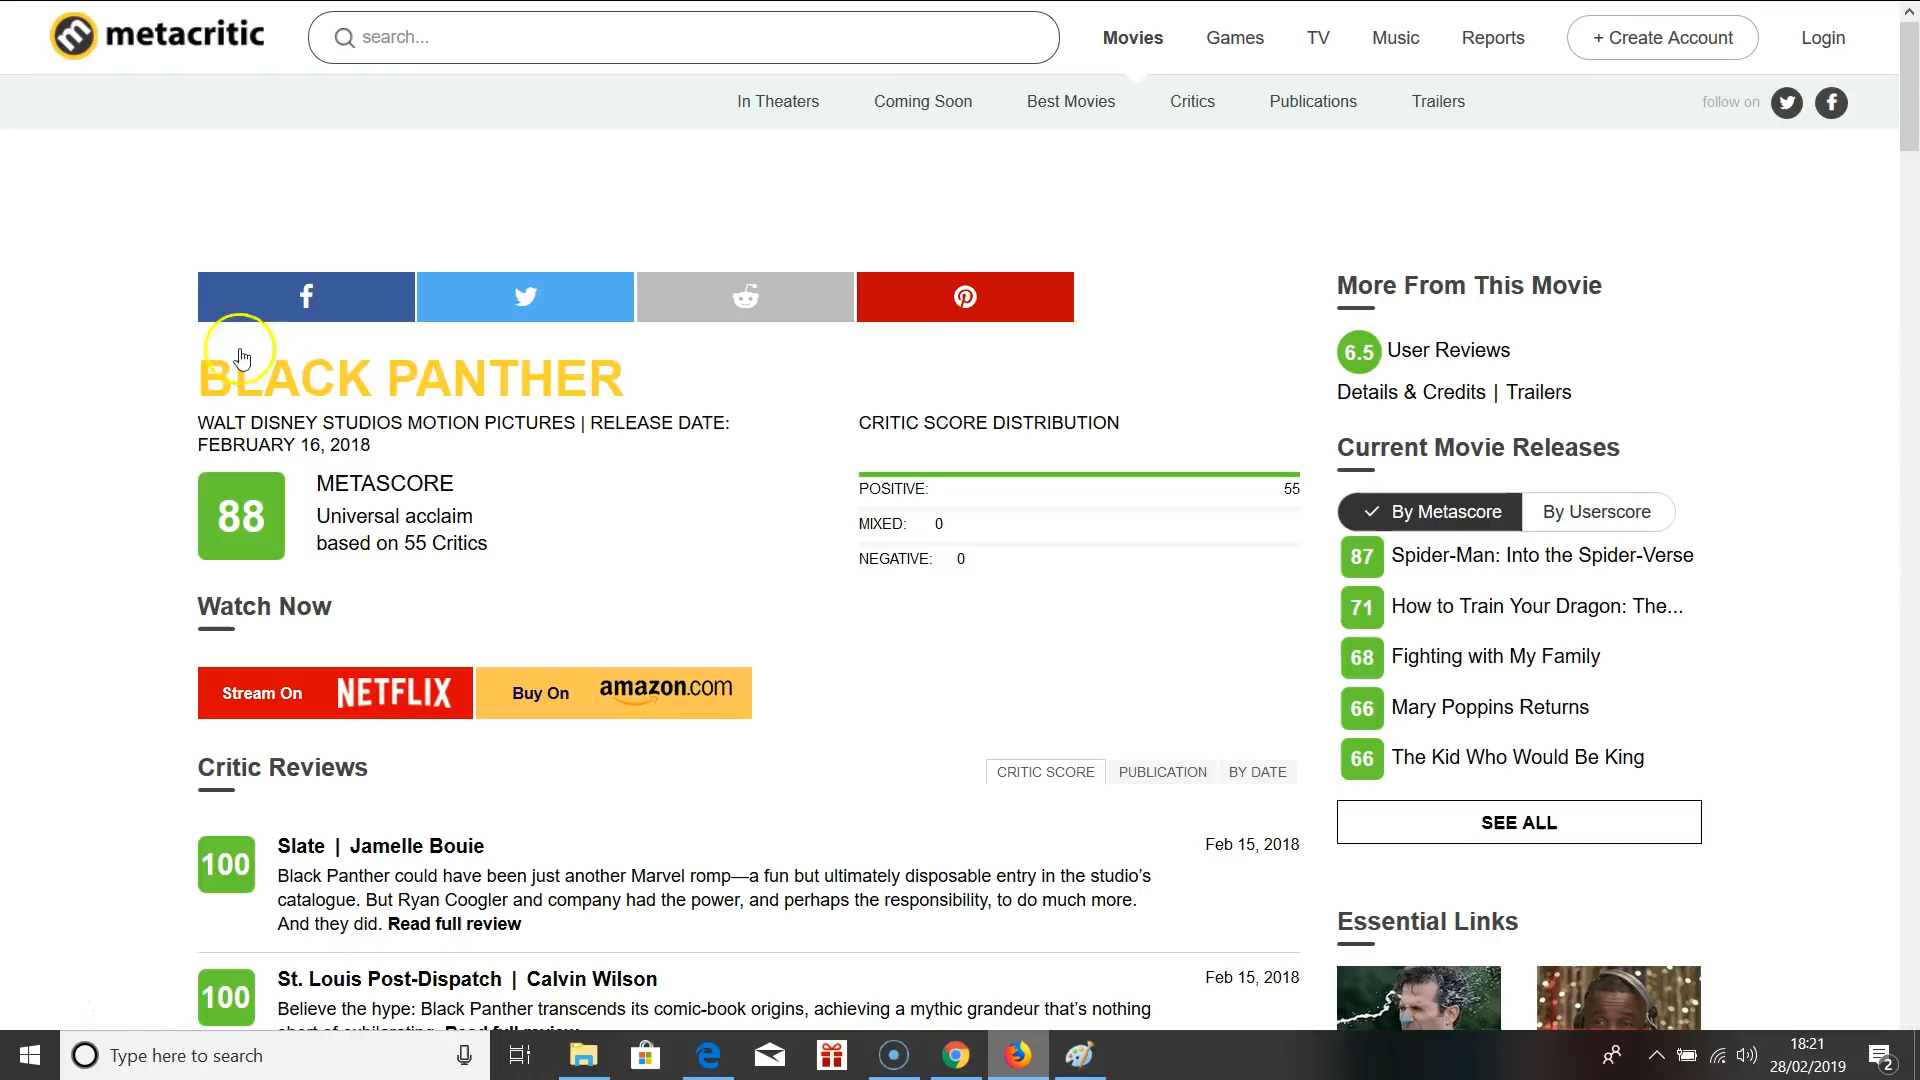 metacritic
search...
Movies
Games
TV
Music
Reports
+ Create Account
Login
In Theaters
Coming Soon
Best Movies
Critics
Publications
Trailers
follow on
BLACK PANTHER
WALT DISNEY STUDIOS MOTION PICTURES | RELEASE DATE:
FEBRUARY 16, 2018
88
METASCORE
Universal acclaim
based on 55 Critics
CRITIC SCORE DISTRIBUTION
POSITIVE: 55
MIXED: 0
NEGATIVE: 0
Watch Now
Stream On NETFLIX
Buy On amazon.com
Critic Reviews
CRITIC SCORE
PUBLICATION
BY DATE
100
Slate | Jamelle Bouie
Feb 15, 2018
Black Panther could have been just another Marvel romp—a fun but ultimately disposable entry in the studio's
catalogue. But Ryan Coogler and company had the power, and perhaps the responsibility, to do much more.
And they did. Read full review
100
St. Louis Post-Dispatch | Calvin Wilson
Feb 15, 2018
Believe the hype: Black Panther transcends its comic-book origins, achieving a mythic grandeur that's nothing
short of exhilarating. Read full review
More From This Movie
6.5 User Reviews
Details & Credits | Trailers
Current Movie Releases
By Metascore
By Userscore
87 Spider-Man: Into the Spider-Verse
71 How to Train Your Dragon: The...
68 Fighting with My Family
66 Mary Poppins Returns
66 The Kid Who Would Be King
SEE ALL
Essential Links
Type here to search
18:21
28/02/2019
2